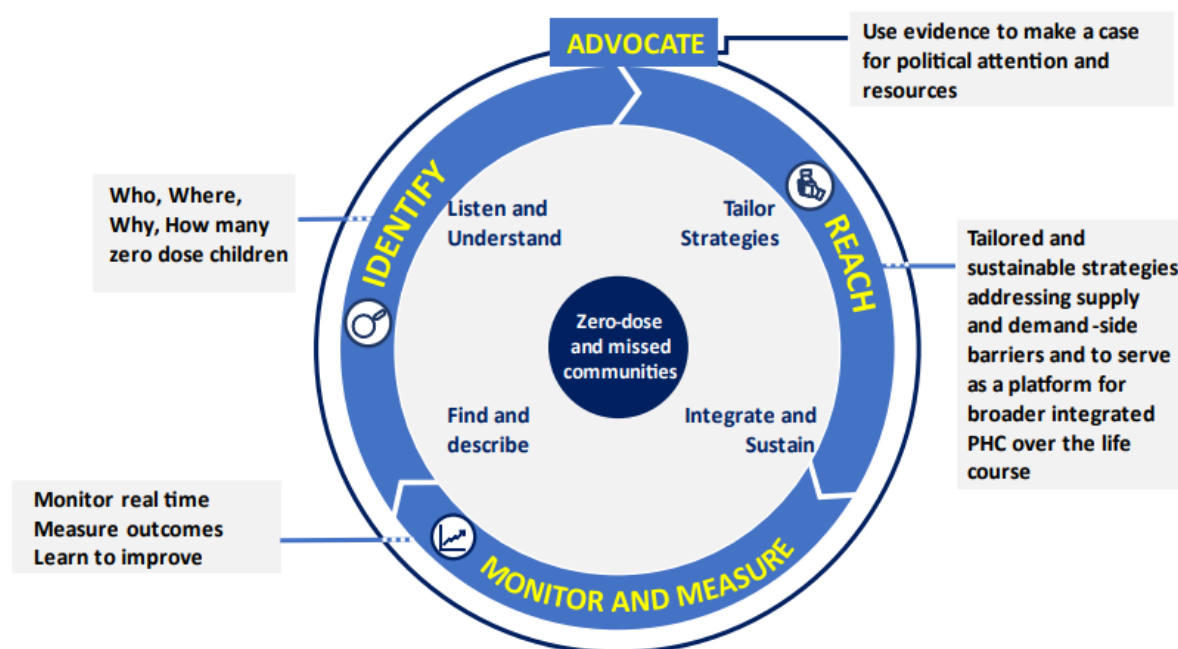 ADVOCATE
Use evidence to make a case
for political attention and
resources
IDENTIFY
Who, Where,
Why, How many
zero dose children
Listen and
Understand
Tailor
Strategies
REACH
Tailored and
sustainable strategies
addressing supply
and demand -side
barriers and to serve
as a platform for
broader integrated
PHC over the life
course
Zero-dose
and missed
communities
Find and
describe
Integrate and
Sustain
Monitor real time
Measure outcomes
Learn to improve
MONITOR AND MEASURE